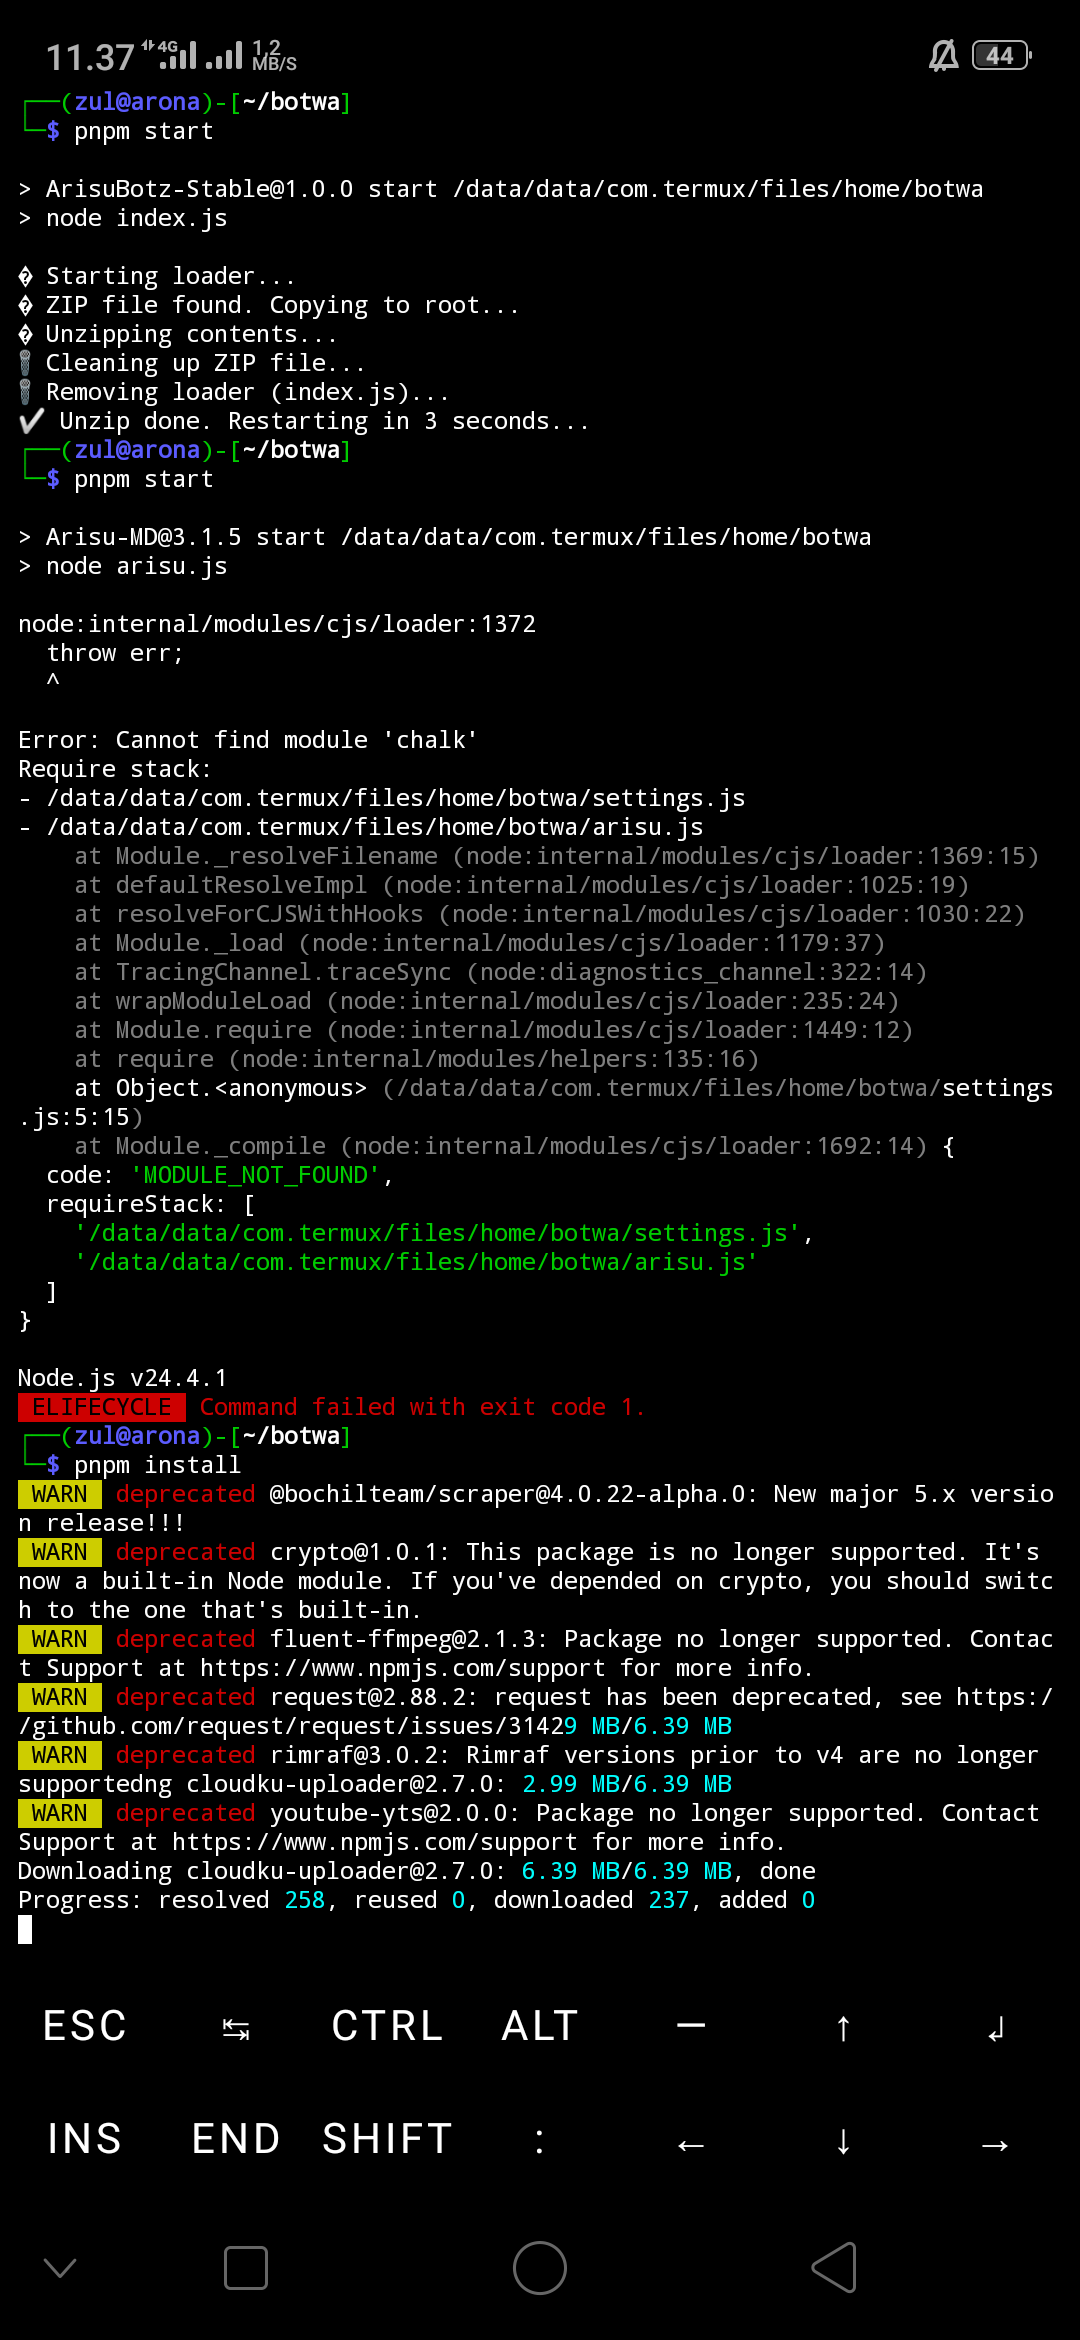 11.37 4G 1,2 MB/S 44
┌──(zul@arona)-[~/botwa]
└─$ pnpm start
> ArisuBotz-Stable@1.0.0 start /data/data/com.termux/files/home/botwa
> node index.js
� Starting loader...
� ZIP file found. Copying to root...
� Unzipping contents...
🗑 Cleaning up ZIP file...
🗑 Removing loader (index.js)...
✔ Unzip done. Restarting in 3 seconds...
┌──(zul@arona)-[~/botwa]
└─$ pnpm start
> Arisu-MD@3.1.5 start /data/data/com.termux/files/home/botwa
> node arisu.js
node:internal/modules/cjs/loader:1372
  throw err;
  ^
Error: Cannot find module 'chalk'
Require stack:
- /data/data/com.termux/files/home/botwa/settings.js
- /data/data/com.termux/files/home/botwa/arisu.js
    at Module._resolveFilename (node:internal/modules/cjs/loader:1369:15)
    at defaultResolveImpl (node:internal/modules/cjs/loader:1025:19)
    at resolveForCJSWithHooks (node:internal/modules/cjs/loader:1030:22)
    at Module._load (node:internal/modules/cjs/loader:1179:37)
    at TracingChannel.traceSync (node:diagnostics_channel:322:14)
    at wrapModuleLoad (node:internal/modules/cjs/loader:235:24)
    at Module.require (node:internal/modules/cjs/loader:1449:12)
    at require (node:internal/modules/helpers:135:16)
    at Object.<anonymous> (/data/data/com.termux/files/home/botwa/settings
.js:5:15)
    at Module._compile (node:internal/modules/cjs/loader:1692:14) {
  code: 'MODULE_NOT_FOUND',
  requireStack: [
    '/data/data/com.termux/files/home/botwa/settings.js',
    '/data/data/com.termux/files/home/botwa/arisu.js'
  ]
}
Node.js v24.4.1
ELIFECYCLE Command failed with exit code 1.
┌──(zul@arona)-[~/botwa]
└─$ pnpm install
WARN deprecated @bochilteam/scraper@4.0.22-alpha.0: New major 5.x versio
n release!!!
WARN deprecated crypto@1.0.1: This package is no longer supported. It's
now a built-in Node module. If you've depended on crypto, you should switc
h to the one that's built-in.
WARN deprecated fluent-ffmpeg@2.1.3: Package no longer supported. Contac
t Support at https://www.npmjs.com/support for more info.
WARN deprecated request@2.88.2: request has been deprecated, see https:/
/github.com/request/request/issues/31429 MB/6.39 MB
WARN deprecated rimraf@3.0.2: Rimraf versions prior to v4 are no longer
supportedng cloudku-uploader@2.7.0: 2.99 MB/6.39 MB
WARN deprecated youtube-yts@2.0.0: Package no longer supported. Contact
Support at https://www.npmjs.com/support for more info.
Downloading cloudku-uploader@2.7.0: 6.39 MB/6.39 MB, done
Progress: resolved 258, reused 0, downloaded 237, added 0
ESC ↹ CTRL ALT ― ↑ ↲
INS END SHIFT : ← ↓ →